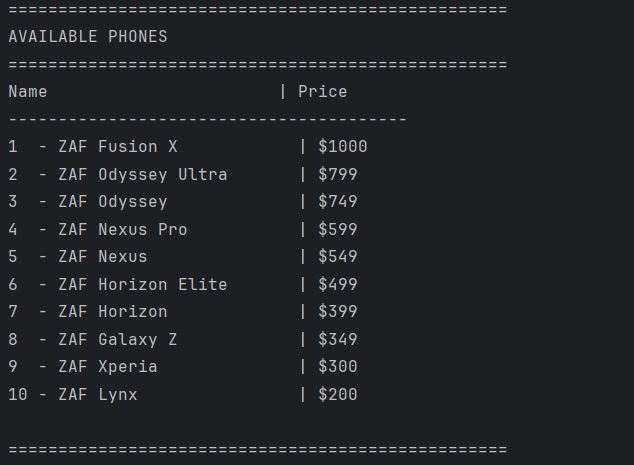 ==================================================
AVAILABLE PHONES
==================================================
Name                       | Price
----------------------------------------
1  - ZAF Fusion X            | $1000
2  - ZAF Odyssey Ultra       | $799
3  - ZAF Odyssey             | $749
4  - ZAF Nexus Pro           | $599
5  - ZAF Nexus               | $549
6  - ZAF Horizon Elite       | $499
7  - ZAF Horizon             | $399
8  - ZAF Galaxy Z            | $349
9  - ZAF Xperia              | $300
10 - ZAF Lynx                | $200
==================================================